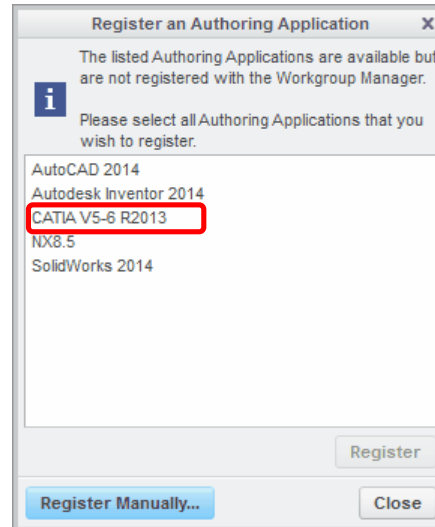 Register an Authoring Application X
The listed Authoring Applications are available but
are not registered with the Workgroup Manager.
Please select all Authoring Applications that you
wish to register.
AutoCAD 2014
Autodesk Inventor 2014
CATIA V5-6 R2013
NX8.5
SolidWorks 2014
Register
Register Manually...
Close